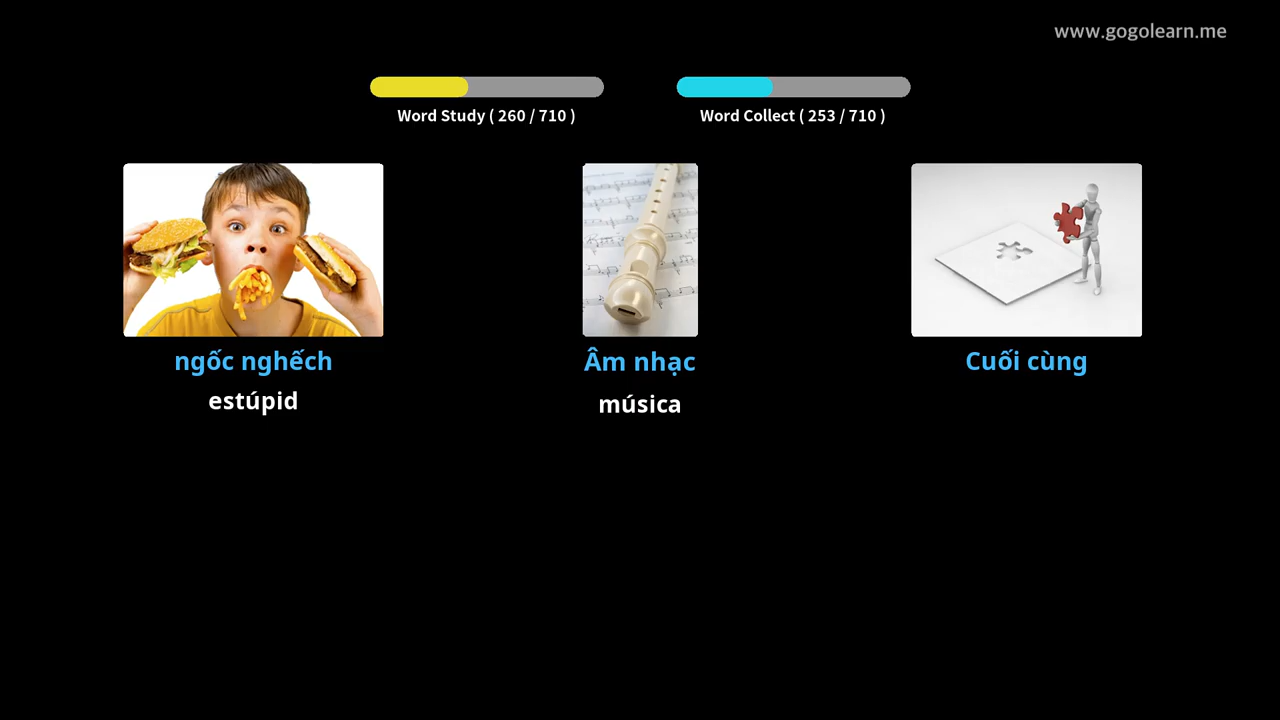 www.gogolearn.me
Word Study ( 260 / 710 )
Word Collect ( 253 / 710 )
ngốc nghếch
estúpid
Âm nhạc
música
Cuối cùng